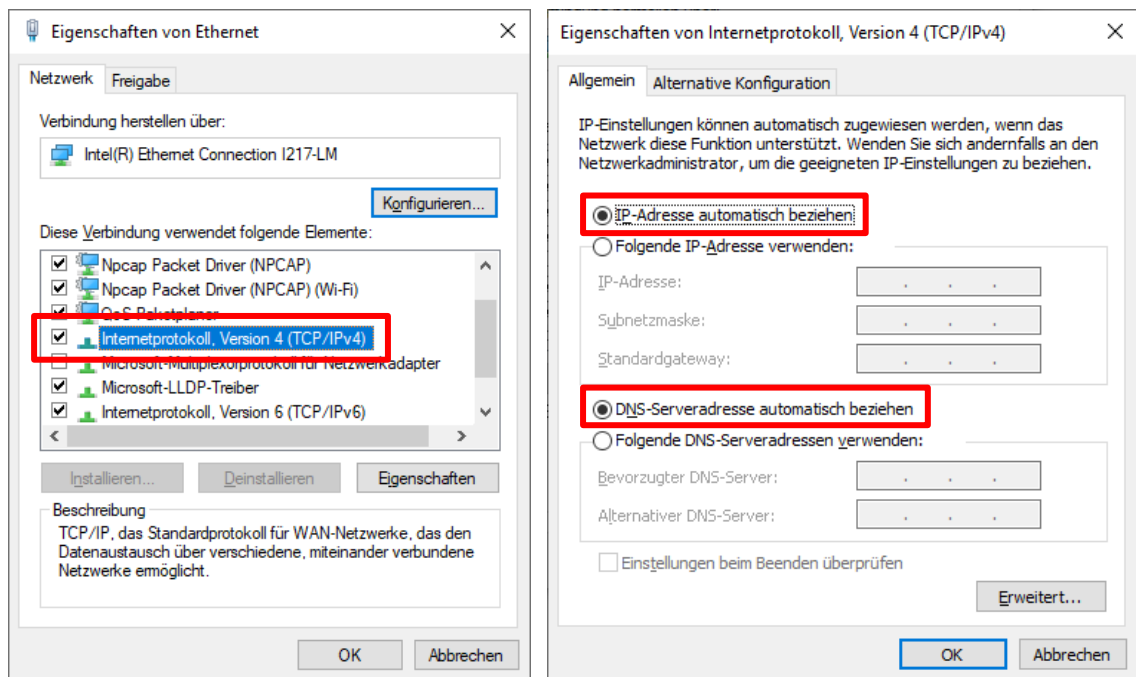 Eigenschaften von Ethernet
Netzwerk
Freigabe
Verbindung herstellen über:
Intel(R) Ethernet Connection I217-LM
Konfigurieren...
Diese Verbindung verwendet folgende Elemente:
Npcap Packet Driver (NPCAP)
Npcap Packet Driver (NPCAP) (Wi-Fi)
QoS-Paketplaner
Internetprotokoll, Version 4 (TCP/IPv4)
Microsoft-Multiplexorprotokoll für Netzwerkadapter
Microsoft-LLDP-Treiber
Internetprotokoll, Version 6 (TCP/IPv6)
Installieren...
Deinstallieren
Eigenschaften
Beschreibung
TCP/IP, das Standardprotokoll für WAN-Netzwerke, das den
Datenaustausch über verschiedene, miteinander verbundene
Netzwerke ermöglicht.
OK
Abbrechen
Eigenschaften von Internetprotokoll, Version 4 (TCP/IPv4)
Allgemein
Alternative Konfiguration
IP-Einstellungen können automatisch zugewiesen werden, wenn das
Netzwerk diese Funktion unterstützt. Wenden Sie sich andernfalls an den
Netzwerkadministrator, um die geeigneten IP-Einstellungen zu beziehen.
IP-Adresse automatisch beziehen
Folgende IP-Adresse verwenden:
IP-Adresse:
Subnetzmaske:
Standardgateway:
DNS-Serveradresse automatisch beziehen
Folgende DNS-Serveradressen verwenden:
Bevorzugter DNS-Server:
Alternativer DNS-Server:
Einstellungen beim Beenden überprüfen
Erweitert...
OK
Abbrechen